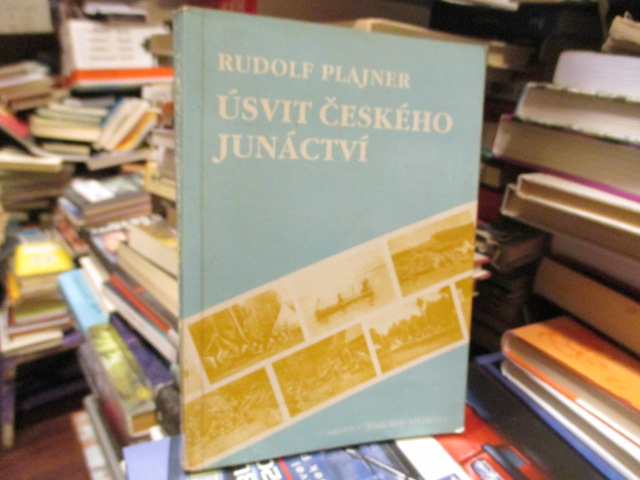 RUDOLF PLAJNER
ÚSVIT ČESKÉHO
JUNÁCTVÍ